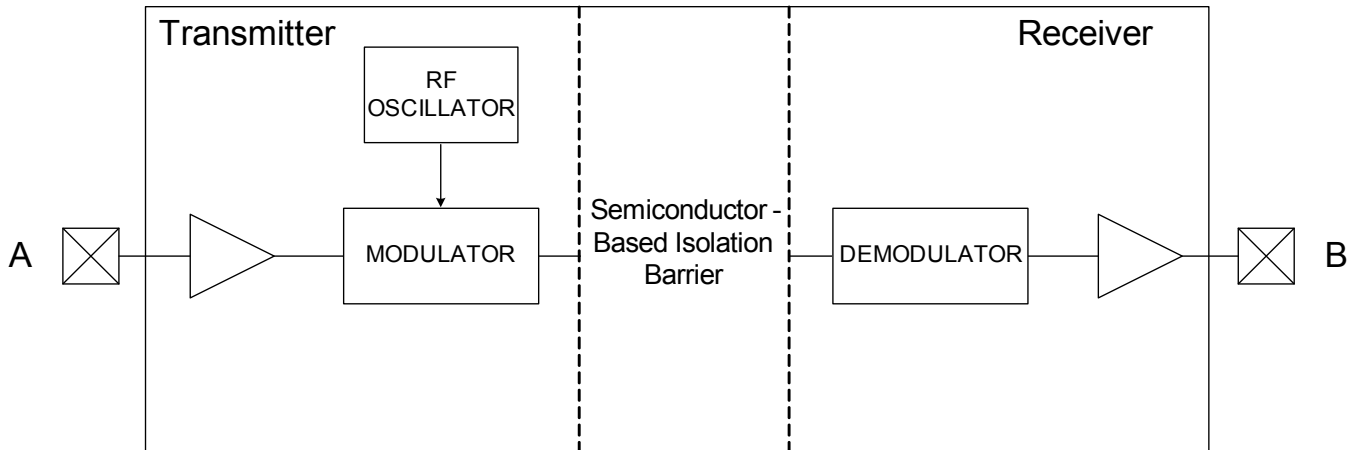 Transmitter
Receiver
RF
OSCILLATOR
A
MODULATOR
Semiconductor -
Based Isolation
Barrier
DEMODULATOR
B